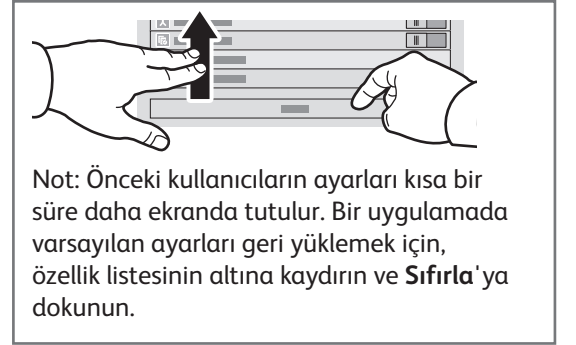 Not: Önceki kullanıcıların ayarları kısa bir
süre daha ekranda tutulur. Bir uygulamada
varsayılan ayarları geri yüklemek için,
özellik listesinin altına kaydırın ve Sıfırla'ya
dokunun.